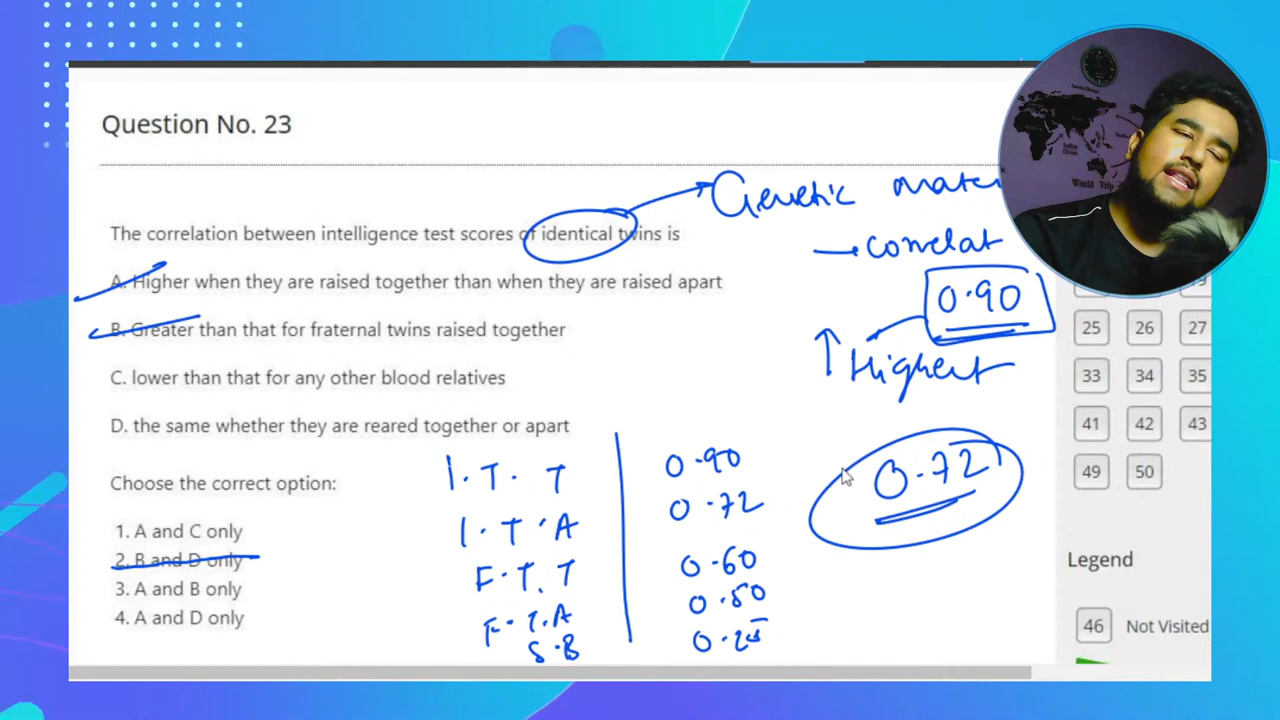 Question No. 23
Genetic mater
The correlation between intelligence test scores of identical twins is
→ Correlat
A. Higher when they are raised together than when they are raised apart
0.90
B. Greater than that for fraternal twins raised together
↑ Highest
C. lower than that for any other blood relatives
D. the same whether they are reared together or apart
0.72
I. T. T 0.90
Choose the correct option:
I. T. A 0.72
1. A and C only
2. B and D only
F. T. T 0.60
3. A and B only
F. T. A 0.50
4. A and D only
S. B 0.25
World Trip
25 26 27
33 34 35
41 42 43
49 50
Legend
46 Not Visited